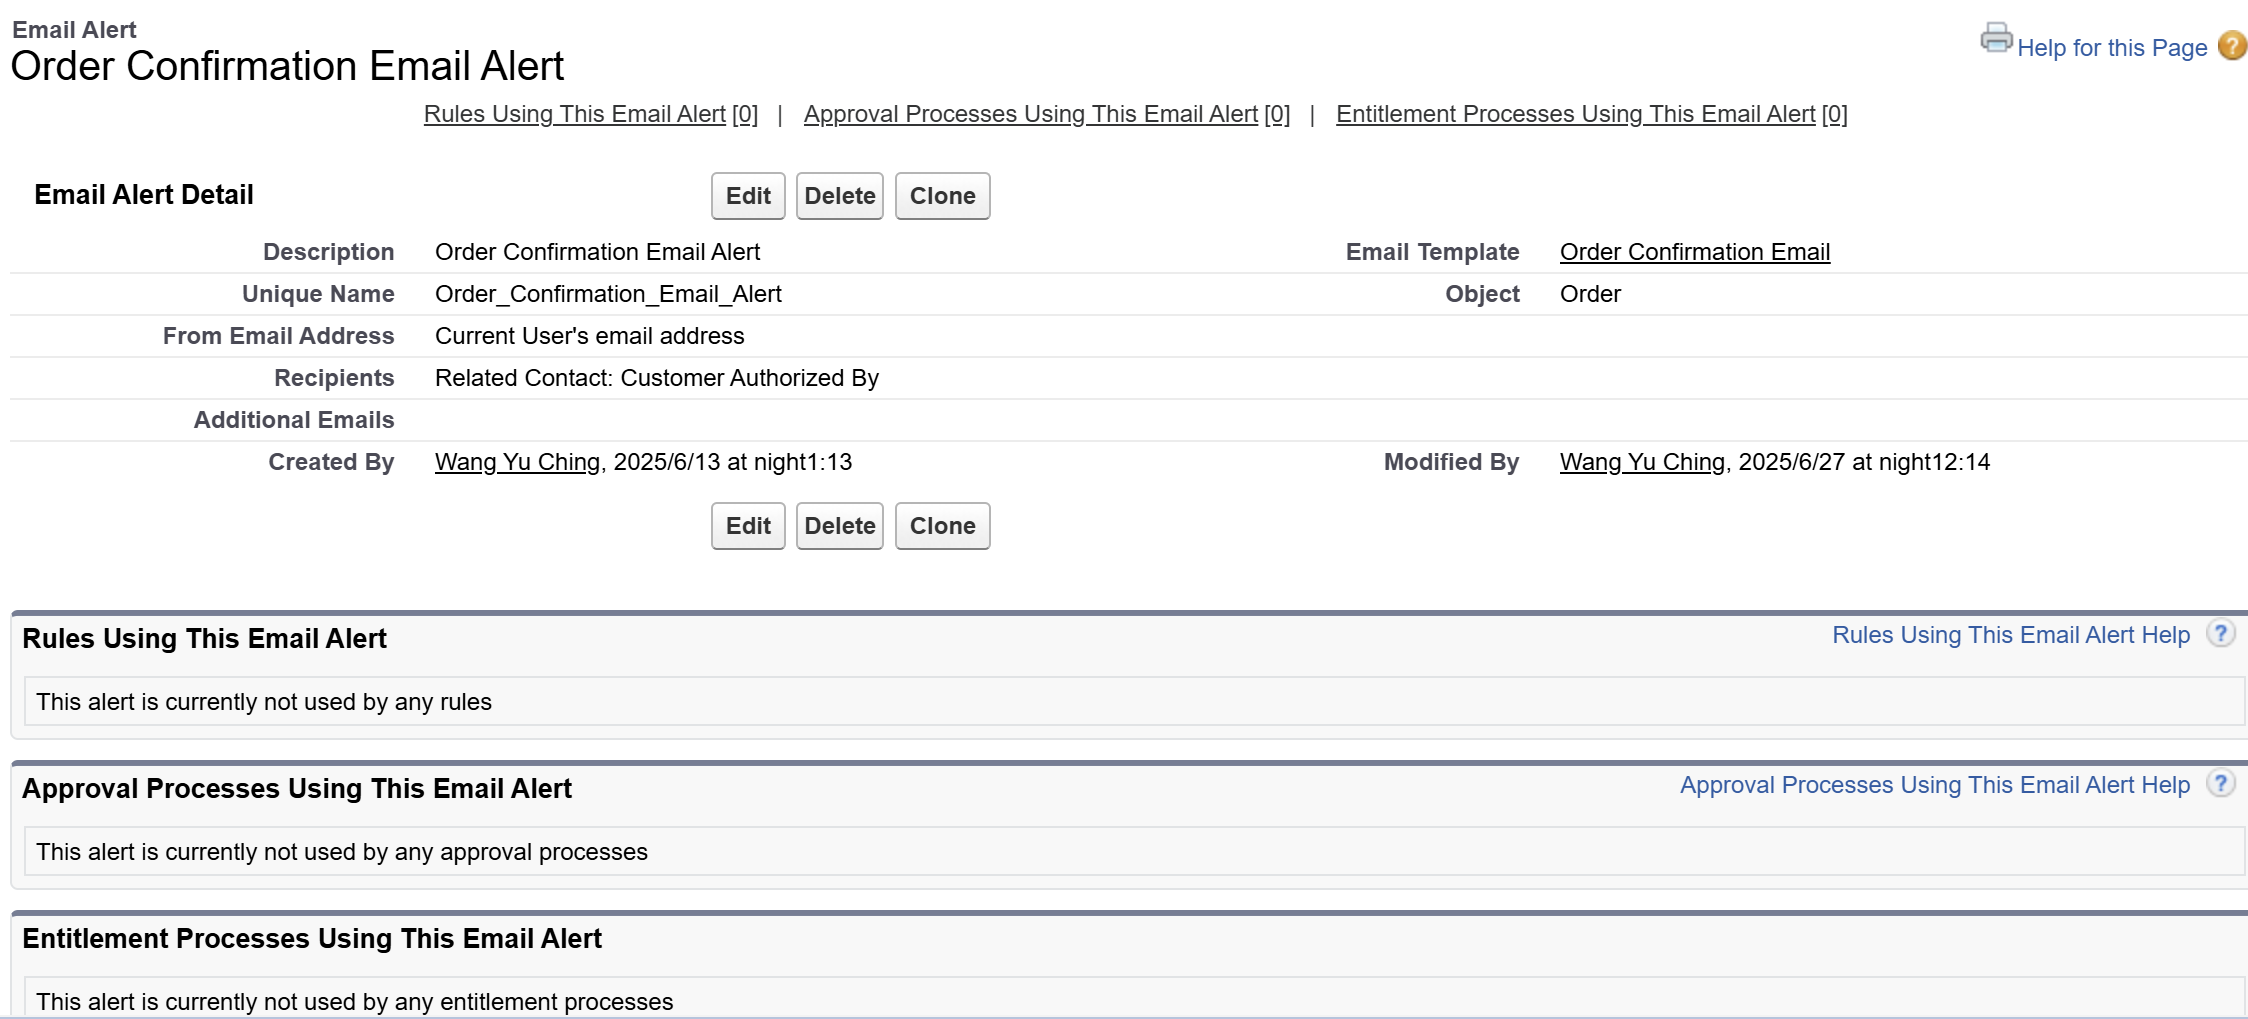 Email Alert
Order Confirmation Email Alert
Help for this Page ?
Rules Using This Email Alert [0] | Approval Processes Using This Email Alert [0] | Entitlement Processes Using This Email Alert [0]
Email Alert Detail Edit Delete Clone
Description Order Confirmation Email Alert Email Template Order Confirmation Email
Unique Name Order_Confirmation_Email_Alert Object Order
From Email Address Current User's email address
Recipients Related Contact: Customer Authorized By
Additional Emails
Created By Wang Yu Ching, 2025/6/13 at night1:13 Modified By Wang Yu Ching, 2025/6/27 at night12:14
Edit Delete Clone
Rules Using This Email Alert Rules Using This Email Alert Help ?
This alert is currently not used by any rules
Approval Processes Using This Email Alert Approval Processes Using This Email Alert Help ?
This alert is currently not used by any approval processes
Entitlement Processes Using This Email Alert
This alert is currently not used by any entitlement processes